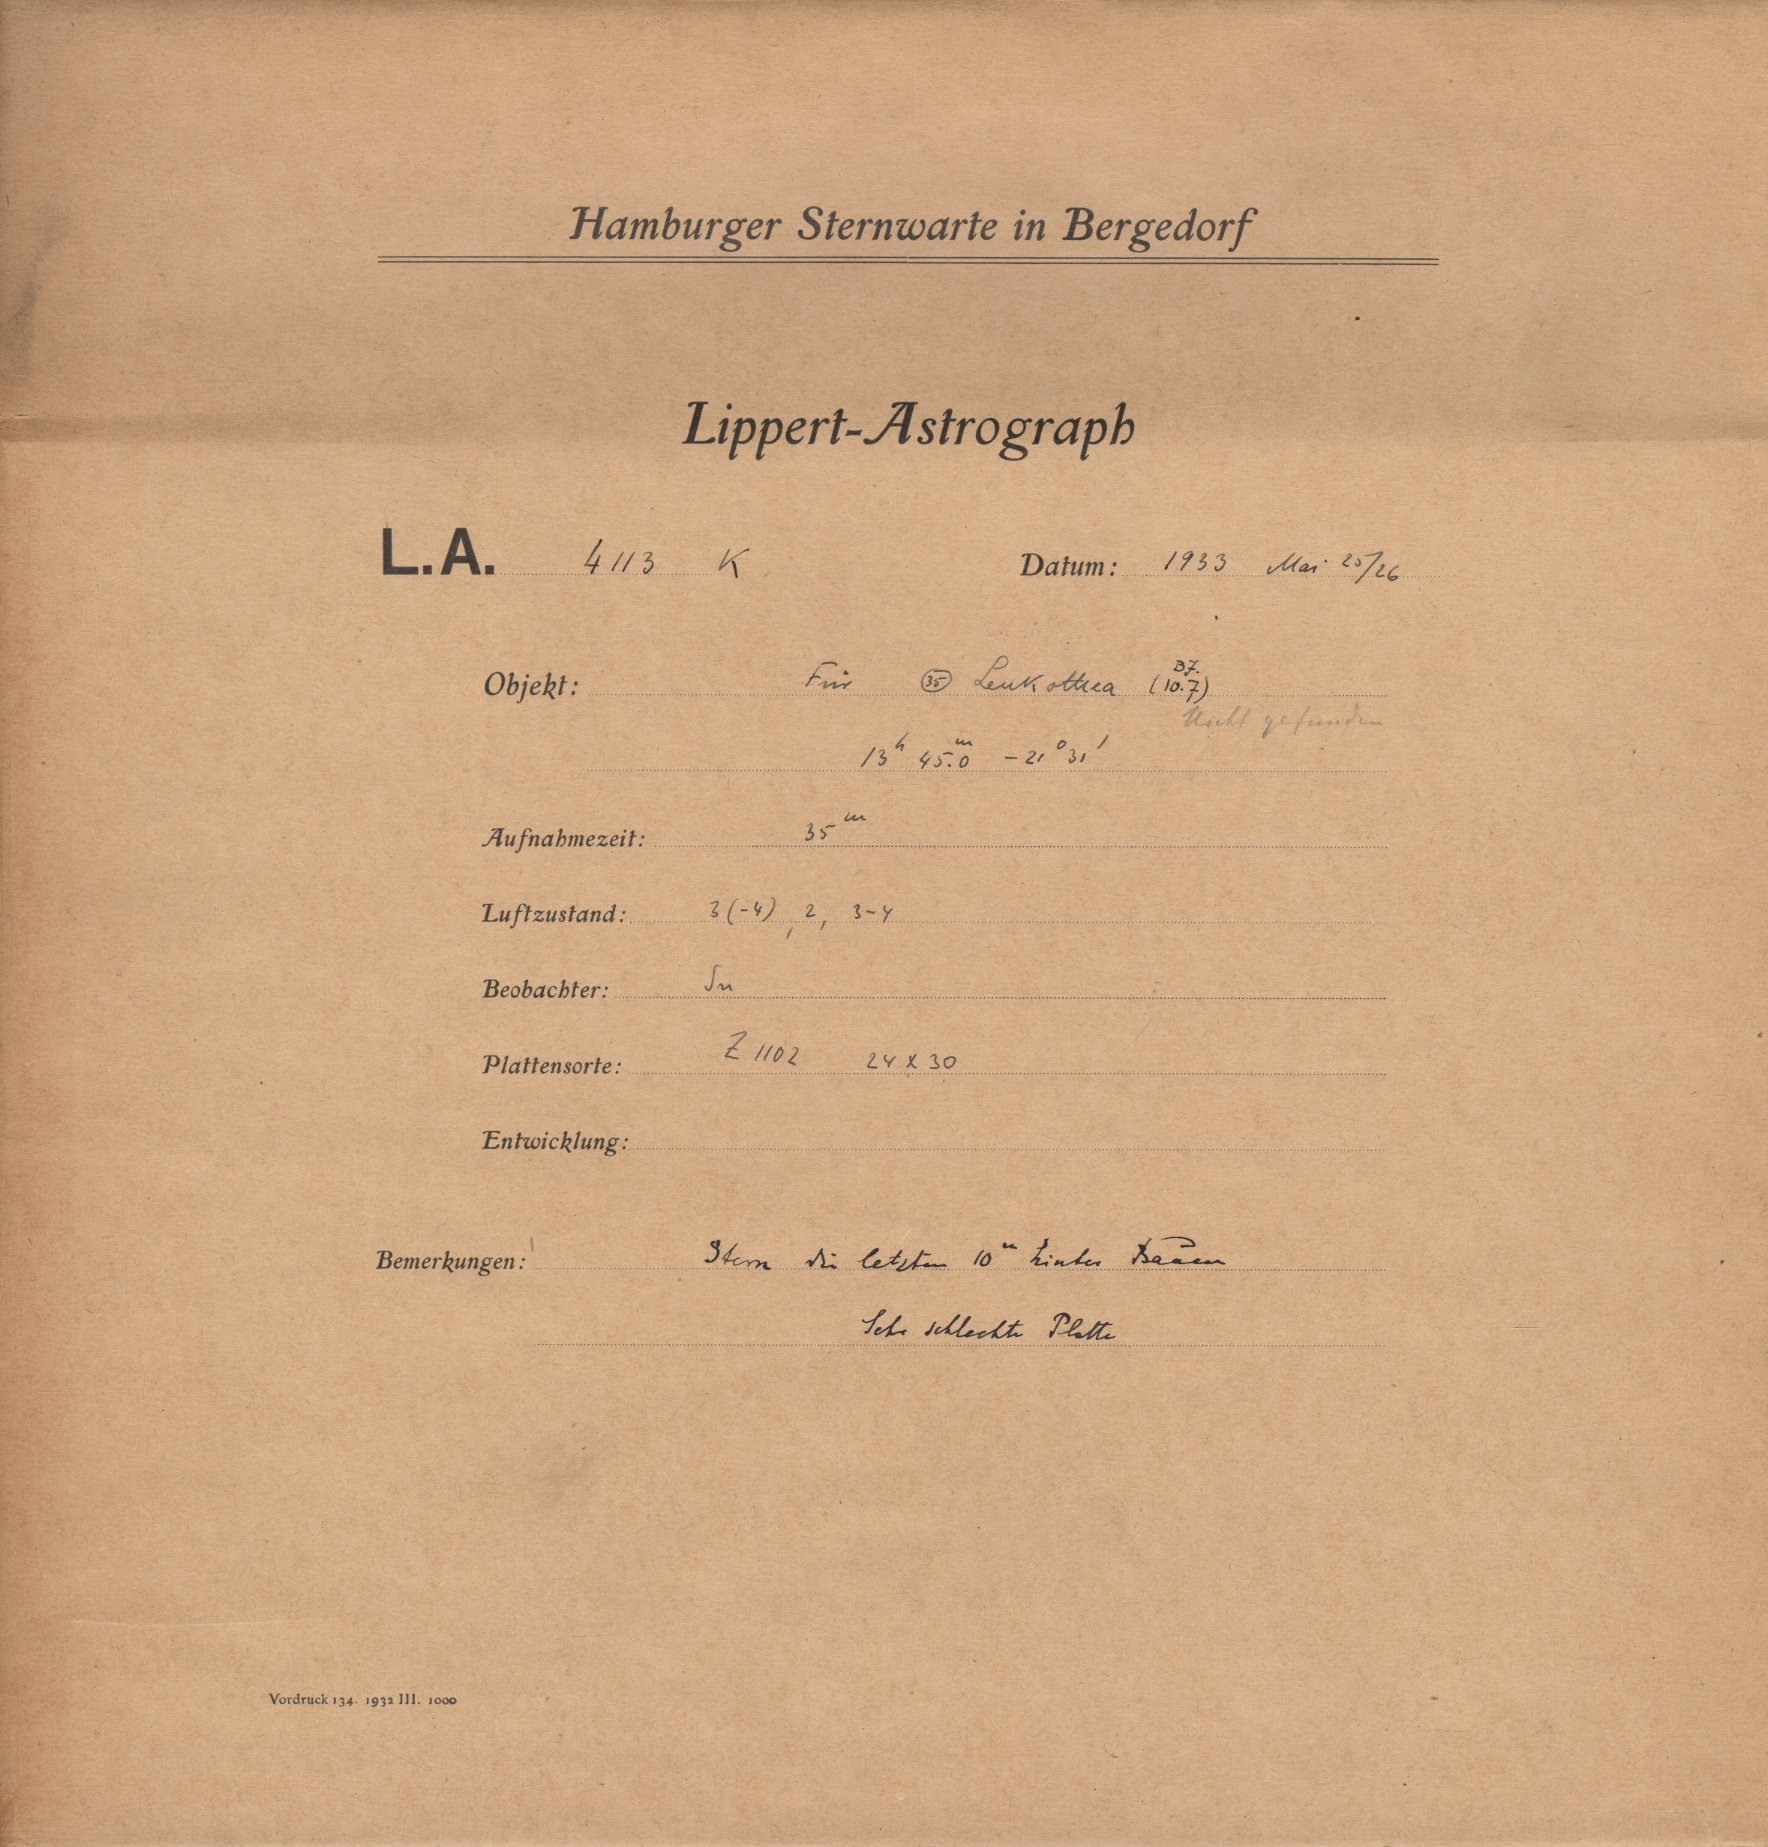 Hamburger Sternwarte in Bergedorf
Lippert-Astrograph
L.A. 4113 K Datum: 1933 Mai 25/26
B.J.
Objekt: Für (35) Leukothea (10.7)
Nicht gefunden
13h 45.m0 -21° 31'
Aufnahmezeit: 35m
Luftzustand: 3(-4), 2, 3-4
Beobachter:
Plattensorte: Z 1102 24 x 30
Entwicklung:
Bemerkungen: Stern die letzten 10m hinter Bäumen
Sehr schlechte Platte
Vordruck 134. 1932 III. 1000